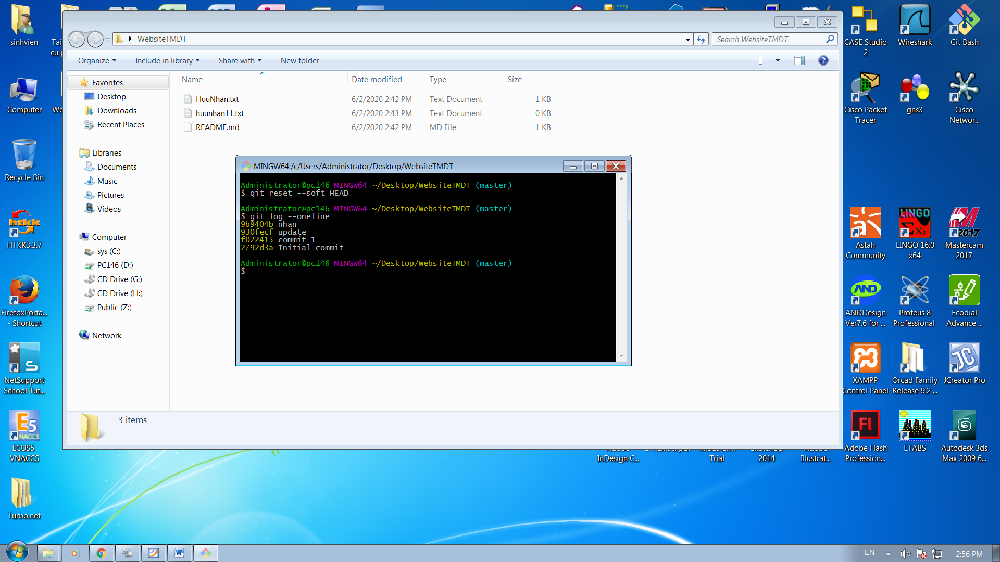 sinhvien
Tai
cu p
Computer
We
Recycle Bin
HTKK3.3.7
FirefoxPorta...
- Shortcut
NetSupport
School Tut...
ECUS5
VNACCS
Turbo.net
WebsiteTMDT
Search WebsiteTMDT
Organize
Include in library
Share with
New folder
Favorites
Desktop
Downloads
Recent Places
Libraries
Documents
Music
Pictures
Videos
Computer
sys (C:)
PC146 (D:)
CD Drive (G:)
CD Drive (H:)
Public (Z:)
Network
Name Date modified Type Size
HuuNhan.txt 6/2/2020 2:42 PM Text Document 1 KB
huunhan11.txt 6/2/2020 2:43 PM Text Document 0 KB
README.md 6/2/2020 2:42 PM MD File 1 KB
MINGW64:/c/Users/Administrator/Desktop/WebsiteTMDT
Administrator@pc146 MINGW64 ~/Desktop/WebsiteTMDT (master)
$ git reset --soft HEAD
Administrator@pc146 MINGW64 ~/Desktop/WebsiteTMDT (master)
$ git log --oneline
9b9404b nhan
930fecf update
f022415 commit 1
2792d3a Initial commit
Administrator@pc146 MINGW64 ~/Desktop/WebsiteTMDT (master)
$
3 items
CASE Studio
2
Wireshark
Git Bash
Cisco Packet
Tracer
gns3
Cisco
Networ...
Astah
Community
LINGO
LINGO 16.0
x64
2017
Mastercam
2017
AND
ANDDesign
Ver7.6 for ...
Proteus 8
Professional
Ecodial
Advance ...
XAMPP
Control Panel
Orcad Family
Release 9.2 ...
JCreator Pro
Adobe Flash
Profession...
ETABS
Autodesk 3ds
Max 2009 6...
InDesign C...
Trial
2014
Illustrat...
EN
2:56 PM